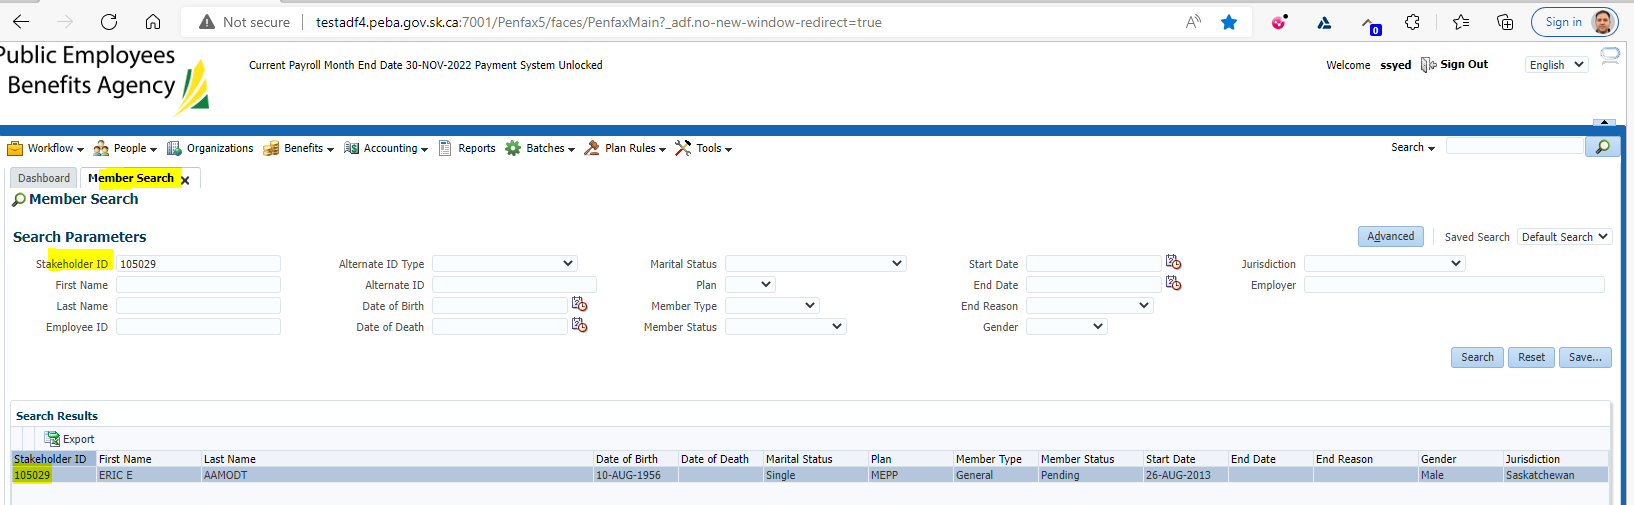 Not secure testadf4.peba.gov.sk.ca:7001/Penfax5/faces/PenfaxMain?_adf.no-new-window-redirect=true A 0 Sign in
Public Employees
Benefits Agency
Current Payroll Month End Date 30-NOV-2022 Payment System Unlocked
Welcome ssyed Sign Out English
Workflow People Organizations Benefits Accounting Reports Batches Plan Rules Tools Search
Dashboard Member Search
Member Search
Search Parameters
Advanced Saved Search Default Search
Stakeholder ID 105029 Alternate ID Type Marital Status Start Date Jurisdiction
First Name Alternate ID Plan End Date Employer
Last Name Date of Birth Member Type End Reason
Employee ID Date of Death Member Status Gender
Search Reset Save...
Search Results
Export
Stakeholder ID First Name Last Name Date of Birth Date of Death Marital Status Plan Member Type Member Status Start Date End Date End Reason Gender Jurisdiction
105029 ERIC E AAMODT 10-AUG-1956 Single MEPP General Pending 26-AUG-2013 Male Saskatchewan